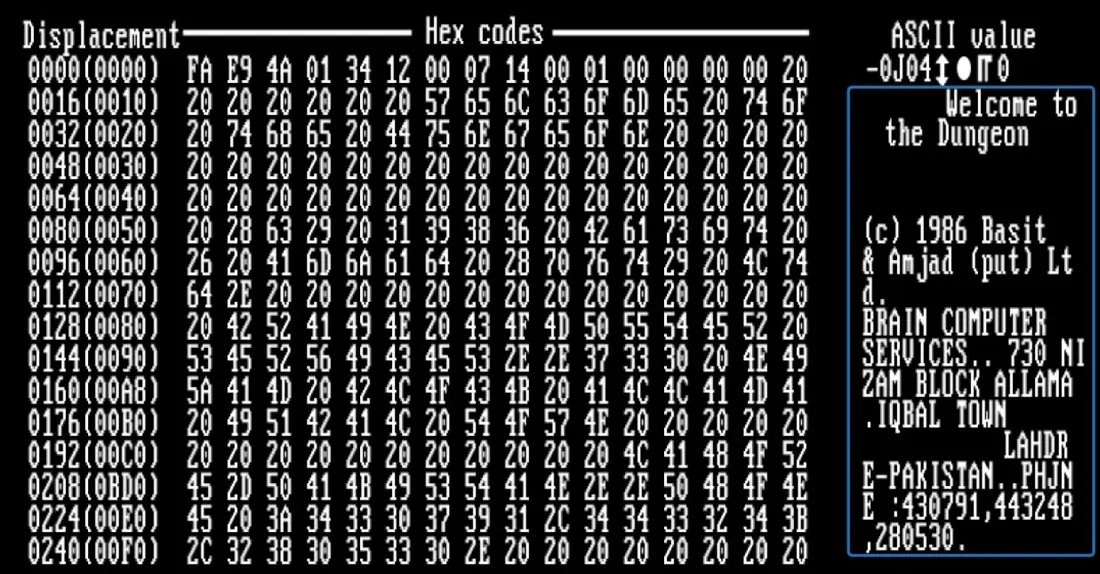 Displacement Hex codes
0000(0000) FA E9 4A 01 34 12 00 07 14 00 01 00 00 00 00 20
0016(0010) 20 20 20 20 20 20 57 65 6C 63 6F 6D 65 20 74 6F
0032(0020) 20 74 68 65 20 44 75 6E 67 65 6F 6E 20 20 20 20
0048(0030) 20 20 20 20 20 20 20 20 20 20 20 20 20 20 20 20
0064(0040) 20 20 20 20 20 20 20 20 20 20 20 20 20 20 20 20
0080(0050) 20 28 63 29 20 31 39 38 36 20 42 61 73 69 74 20
0096(0060) 26 20 41 6D 6A 61 64 20 28 70 76 74 29 20 4C 74
0112(0070) 64 2E 20 20 20 20 20 20 20 20 20 20 20 20 20 20
0128(0080) 20 42 52 41 49 4E 20 43 4F 4D 50 55 54 45 52 20
0144(0090) 53 45 52 56 49 43 45 53 2E 2E 37 33 30 20 4E 49
0160(00A8) 5A 41 4D 20 42 4C 4F 43 4B 20 41 4C 4C 41 4D 41
0176(00B0) 20 49 51 42 41 4C 20 54 4F 57 4E 20 20 20 20 20
0192(00C0) 20 20 20 20 20 20 20 20 20 20 20 4C 41 48 4F 52
0208(0BD0) 45 2D 50 41 4B 49 53 54 41 4E 2E 2E 50 48 4F 4E
0224(00E0) 45 20 3A 34 33 30 37 39 31 2C 34 34 33 32 34 3B
0240(00F0) 2C 32 38 30 35 33 30 2E 20 20 20 20 20 20 20 20
ASCII value
-0J04↕ 0
Welcome to
the Dungeon
(c) 1986 Basit
& Amjad (put) Lt
d.
BRAIN COMPUTER
SERVICES.. 730 NI
ZAM BLOCK ALLAMA
.IQBAL TOWN
LAHDR
E-PAKISTAN..PHJN
E :430791,443248
,280530.